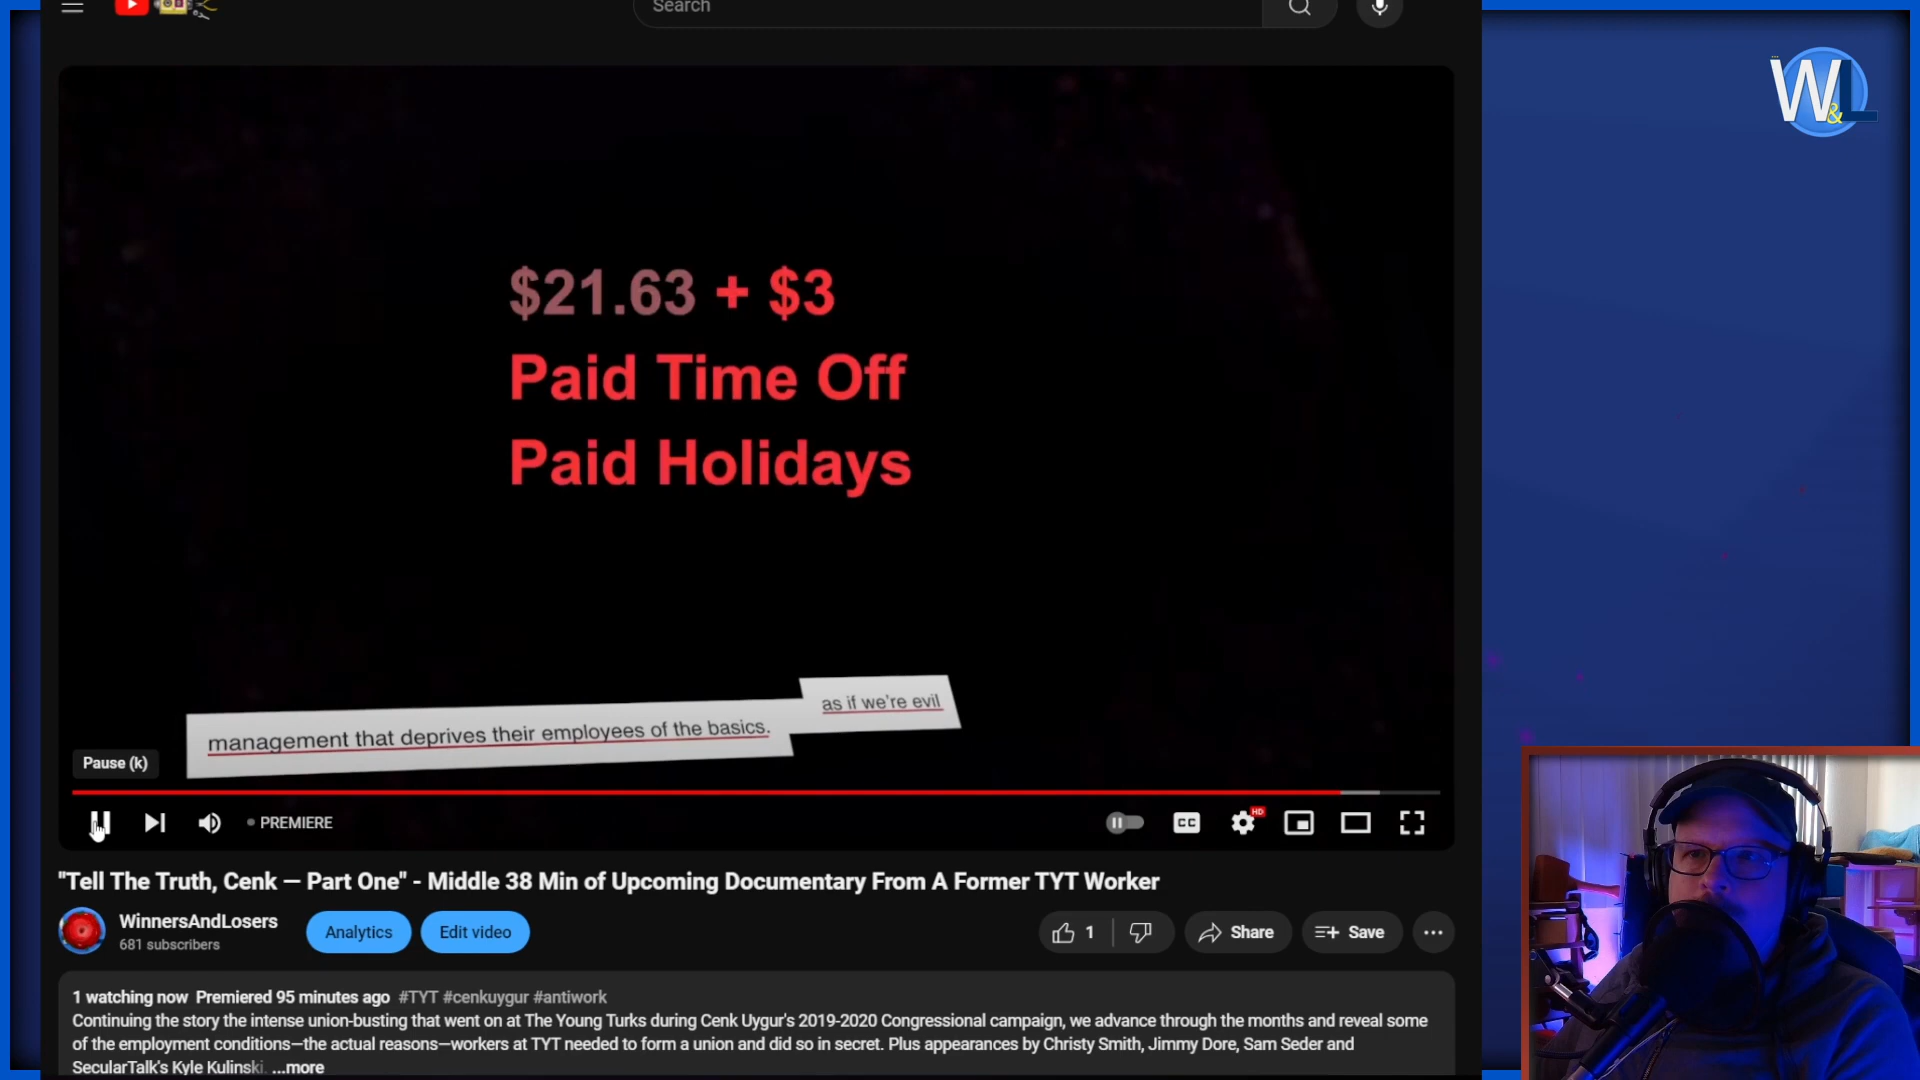 Search
W&L
$21.63 + $3
Paid Time Off
Paid Holidays
as if we're evil
management that deprives their employees of the basics.
Pause (k)
PREMIERE
CC
HD
"Tell The Truth, Cenk — Part One" - Middle 38 Min of Upcoming Documentary From A Former TYT Worker
WinnersAndLosers
681 subscribers
Analytics
Edit video
1
Share
Save
1 watching now Premiered 95 minutes ago #TYT #cenkuygur #antiwork
Continuing the story the intense union-busting that went on at The Young Turks during Cenk Uygur's 2019-2020 Congressional campaign, we advance through the months and reveal some
of the employment conditions—the actual reasons—workers at TYT needed to form a union and did so in secret. Plus appearances by Christy Smith, Jimmy Dore, Sam Seder and
SecularTalk's Kyle Kulinski. ...more